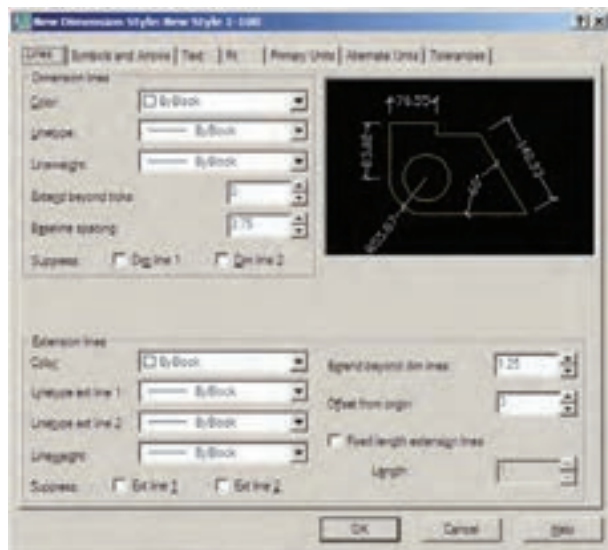 New Dimension Style: New Style 1-100
Lines Symbols and Arrows Text Fit Primary Units Alternate Units Tolerances
Dimension lines
Color: ByBlock
Linetype: ByBlock
Lineweight: ByBlock
Extend beyond ticks:
Baseline spacing: 3.75
Suppress: Dim line 1 Dim line 2
Extension lines
Color: ByBlock
Linetype ext line 1: ByBlock
Linetype ext line 2: ByBlock
Lineweight: ByBlock
Suppress: Ext line 1 Ext line 2
Extend beyond dim lines: 1.25
Offset from origin:
Fixed length extension lines
Length:
OK Cancel Help